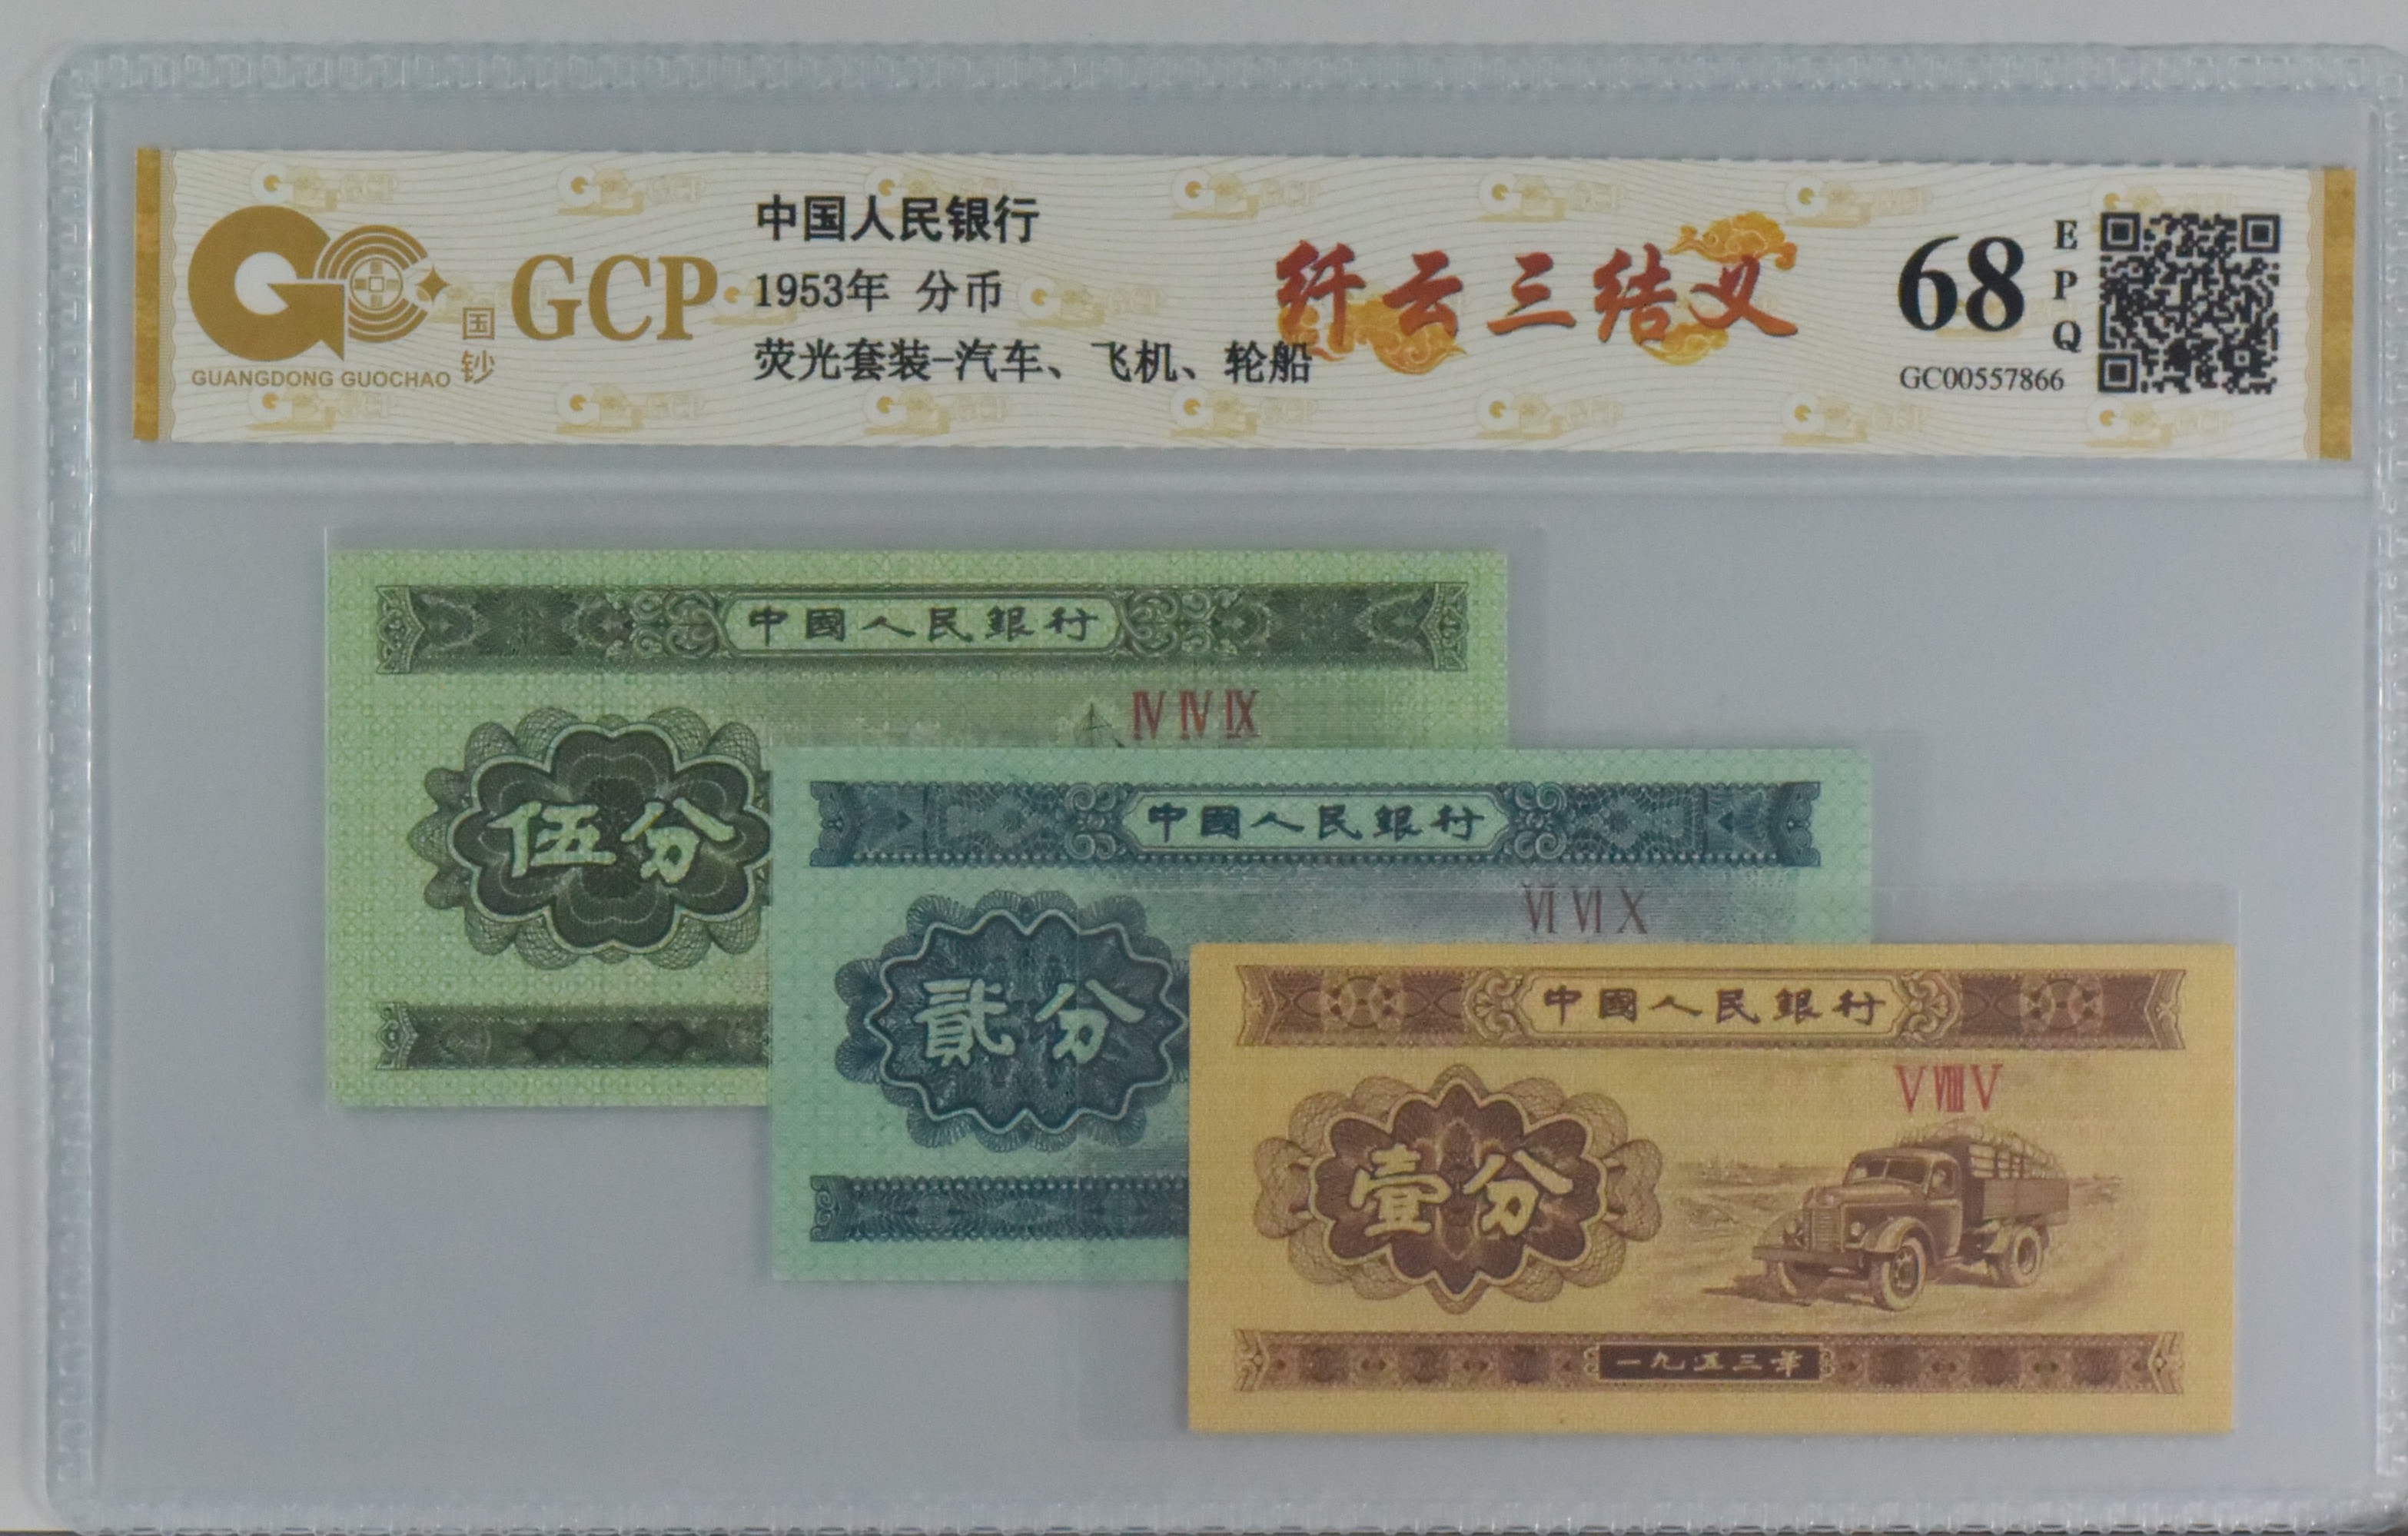 GCP
国钞
GUANGDONG GUOCHAO
中国人民银行
1953年 分币
荧光套装-汽车、飞机、轮船
纤云三结义
68
EPQ
GC00557866
中國人民銀行
IV IV IX
伍分
中國人民銀行
VI VI X
貳分
中國人民銀行
V VIII V
壹分
一九五三年